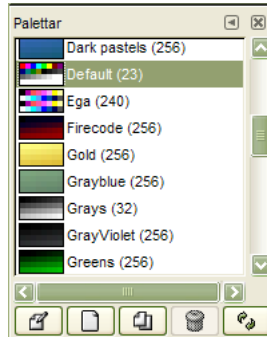 Palettar
Dark pastels (256)
Default (23)
Ega (240)
Firecode (256)
Gold (256)
Grayblue (256)
Grays (32)
GrayViolet (256)
Greens (256)